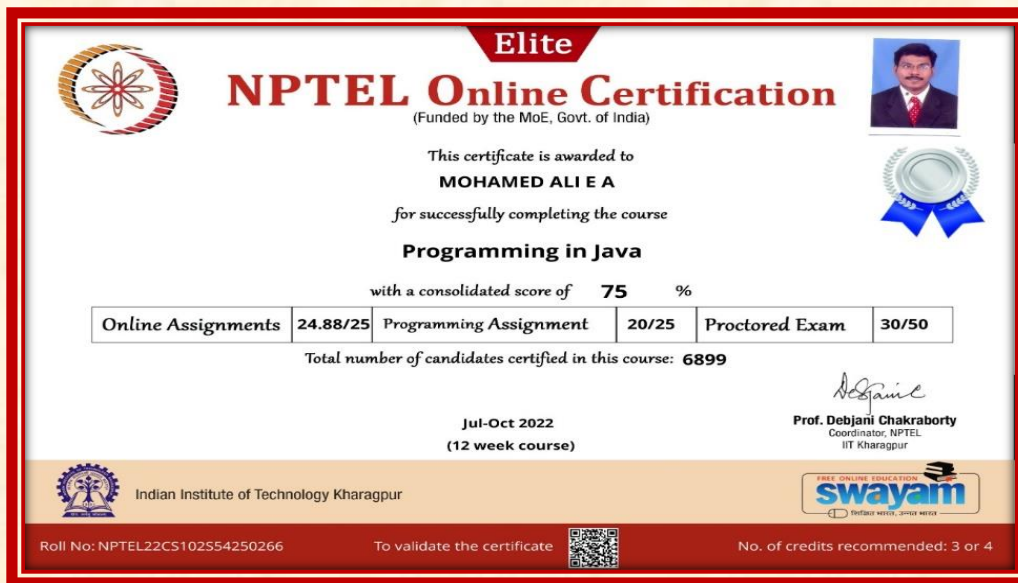 Elite
NPTEL Online Certification
(Funded by the MoE, Govt. of India)
This certificate is awarded to
MOHAMED ALI E A
for successfully completing the course
Programming in Java
with a consolidated score of 75 %
Online Assignments 24.88/25 Programming Assignment 20/25 Proctored Exam 30/50
Total number of candidates certified in this course: 6899
Jul-Oct 2022
(12 week course)
Prof. Debjani Chakraborty
Coordinator, NPTEL
IIT Kharagpur
Indian Institute of Technology Kharagpur
FREE ONLINE EDUCATION
swayam
शिक्षित भारत, उन्नत भारत
Roll No: NPTEL22CS102S54250266 To validate the certificate No. of credits recommended: 3 or 4